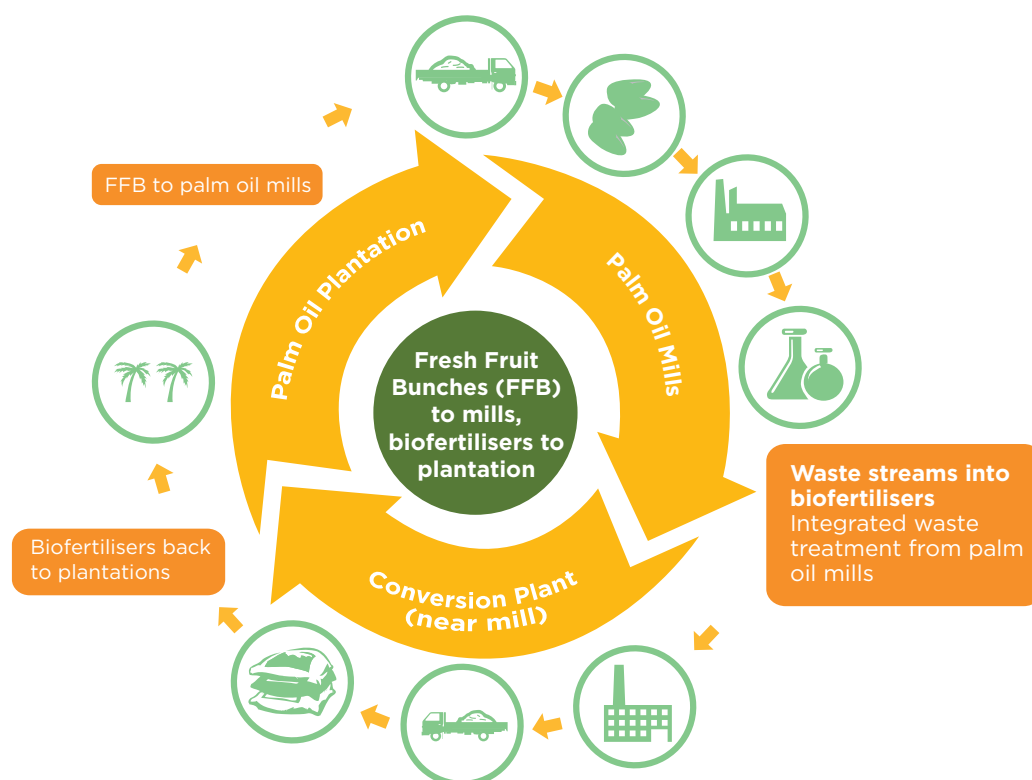 FFB to palm oil mills
Palm Oil Plantation
Palm Oil Mills
Fresh Fruit
Bunches (FFB)
to mills,
biofertilisers to
plantation
Waste streams into
biofertilisers
Integrated waste
treatment from palm
oil mills
Biofertilisers back
to plantations
Conversion Plant
(near mill)